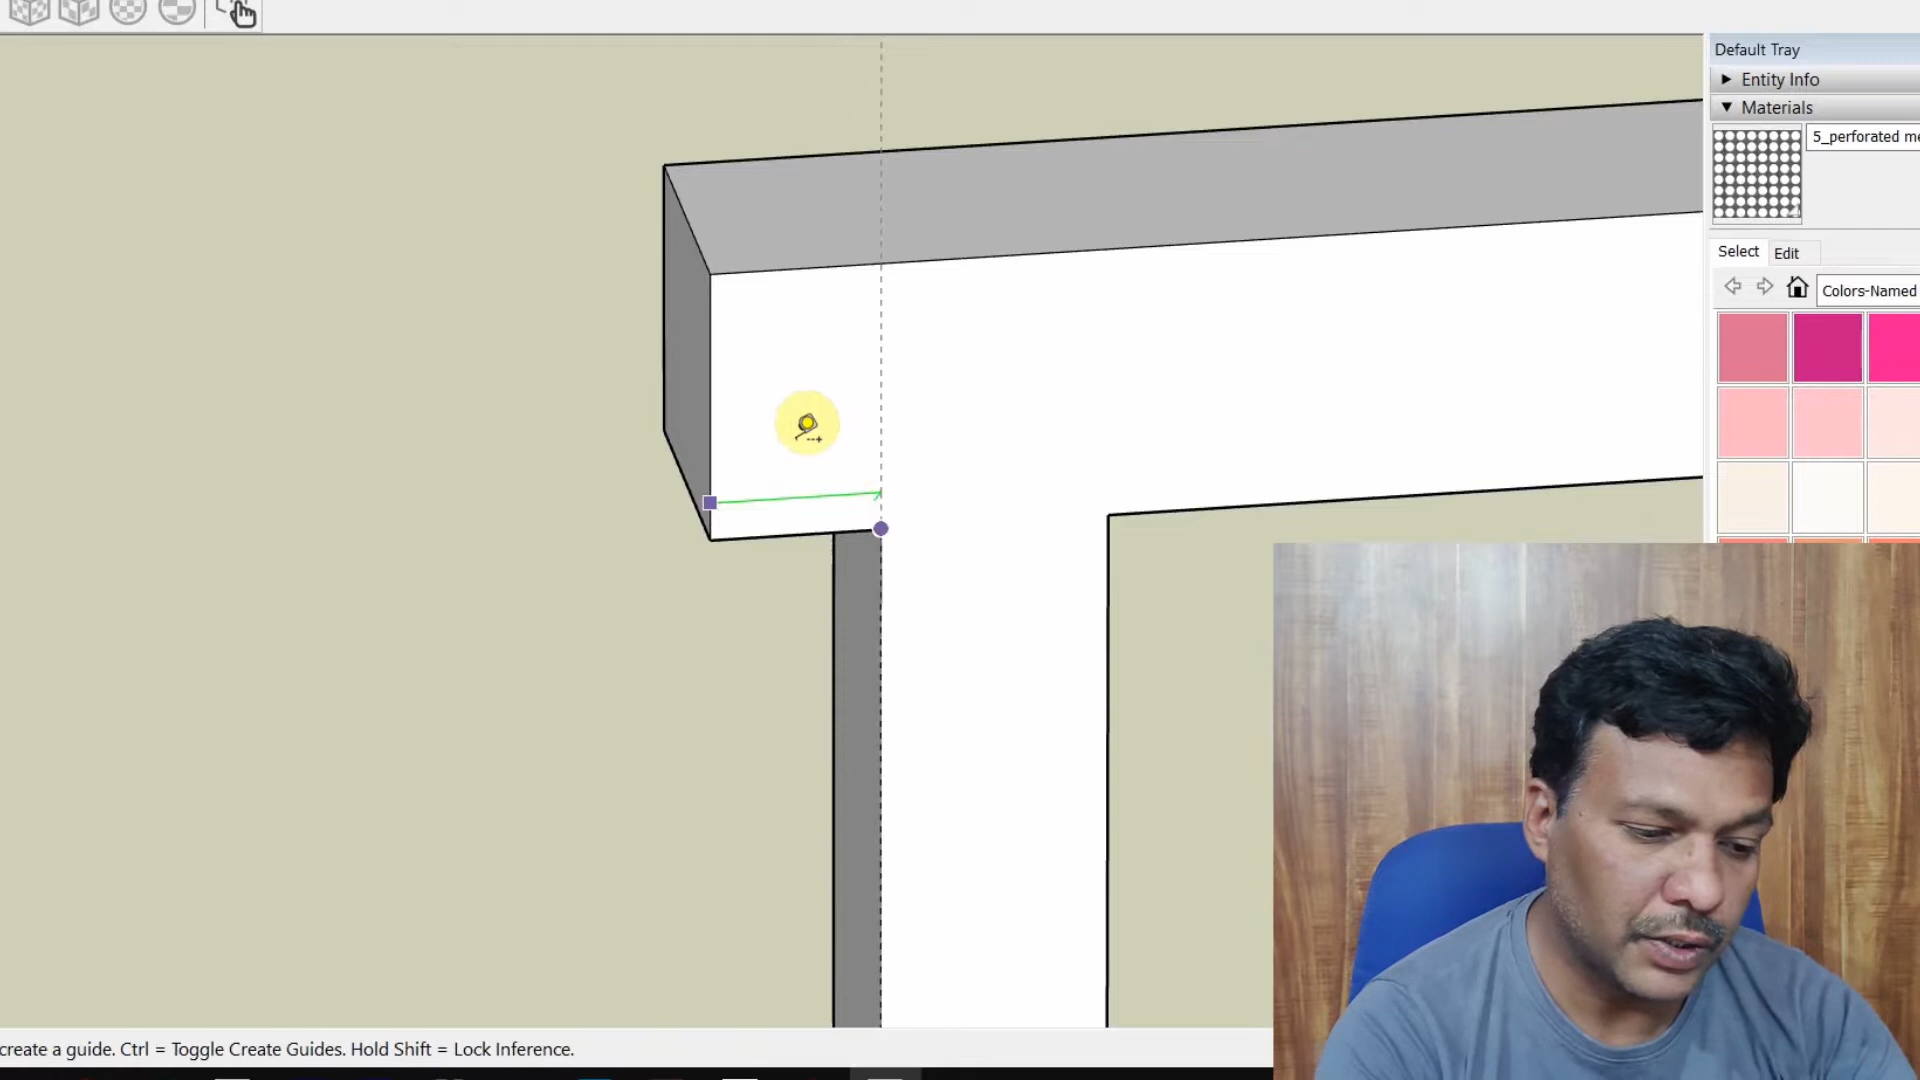 Default Tray
Entity Info
Materials
5_perforated me
Select Edit
Colors-Named
create a guide. Ctrl = Toggle Create Guides. Hold Shift = Lock Inference.